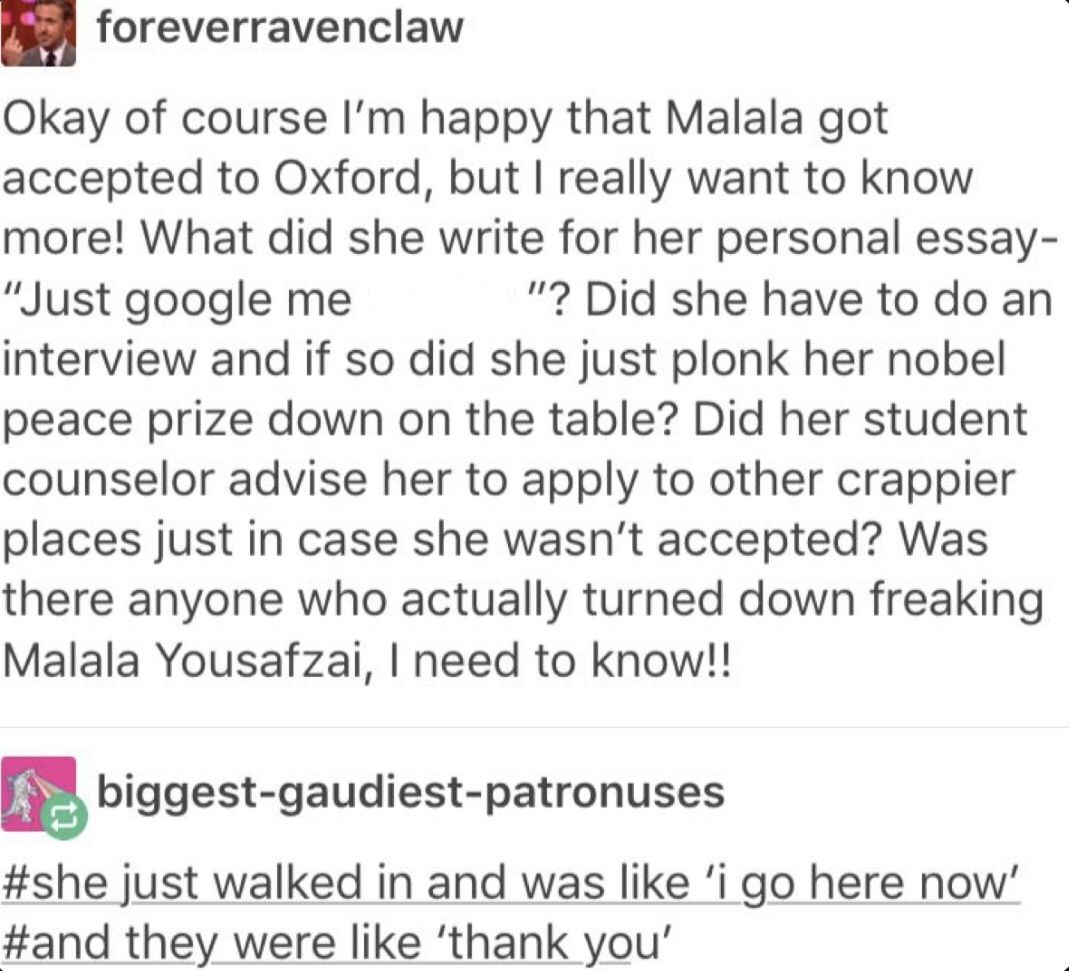 foreverravenclaw
Okay of course I’m happy that Malala got
accepted to Oxford, but I really want to know
more! What did she write for her personal essay-
“Just google me ”? Did she have to do an
interview and if so did she just plonk her nobel
peace prize down on the table? Did her student
counselor advise her to apply to other crappier
places just in case she wasn’t accepted? Was
there anyone who actually turned down freaking
Malala Yousafzai, I need to know!!
biggest-gaudiest-patronuses
#she just walked in and was like ‘i go here now’
#and they were like ‘thank you’